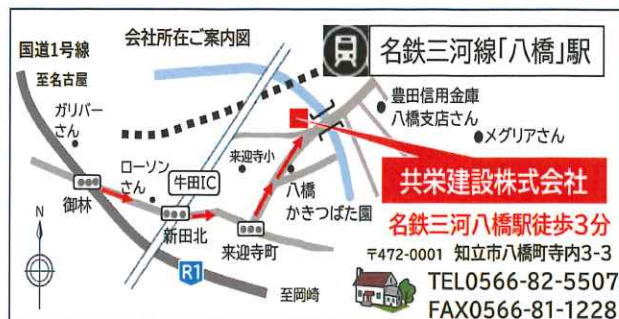 会社所在ご案内図
国道1号線
至名古屋
ガリバー
さん
ローソン
さん
御林
牛田IC
新田北
来迎寺小
来迎寺町
八橋
かきつばた園
R1
至岡崎
N
名鉄三河線「八橋」駅
豊田信用金庫
八橋支店さん
メグリアさん
共栄建設株式会社
名鉄三河八橋駅徒歩3分
〒472-0001 知立市八橋町寺内3-3
TEL0566-82-5507
FAX0566-81-1228